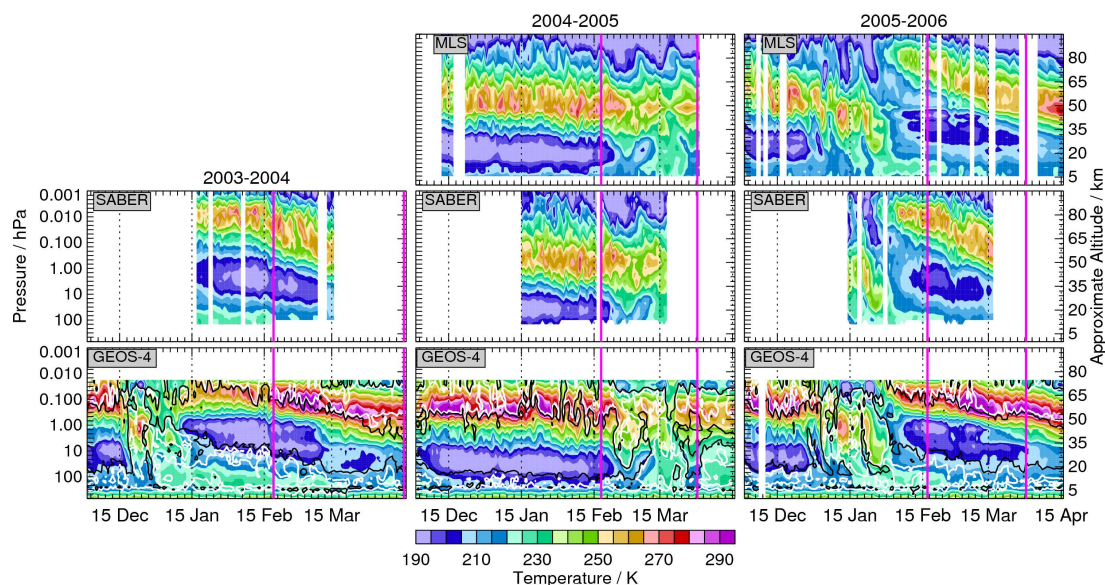 2004-2005
2005-2006
MLS
MLS
80
65
50
35
20
5
2003-2004
0.001
0.010
0.100
1.00
10
100
SABER
SABER
SABER
80
65
50
35
20
5
Pressure / hPa
Approximate Altitude / km
0.001
0.010
0.100
1.00
10
100
GEOS-4
GEOS-4
GEOS-4
80
65
50
35
20
5
15 Dec 15 Jan 15 Feb 15 Mar
15 Dec 15 Jan 15 Feb 15 Mar
15 Dec 15 Jan 15 Feb 15 Mar 15 Apr
190 210 230 250 270 290
Temperature / K